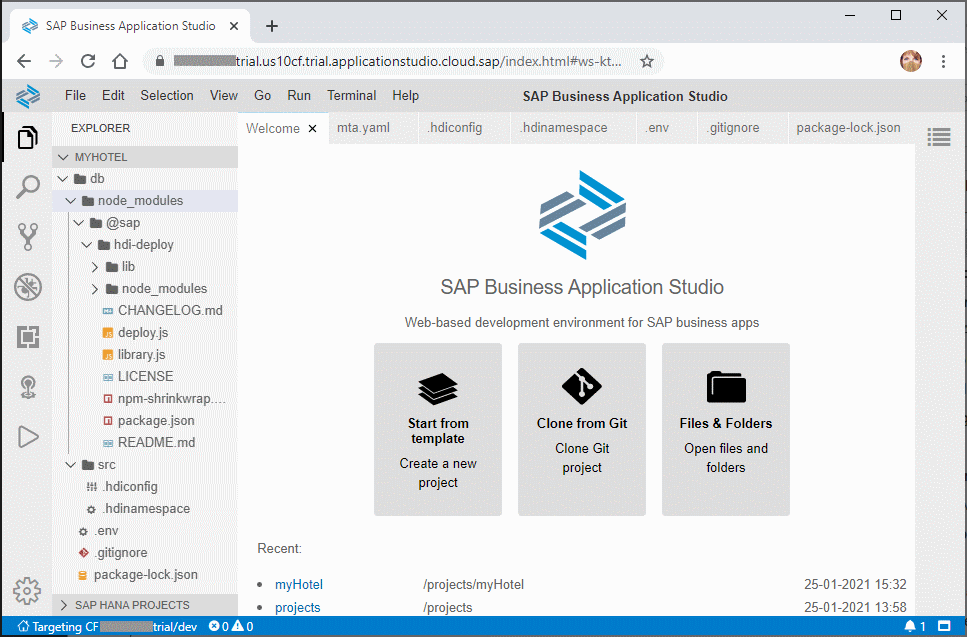 SAP Business Application Studio
trial.us10cf.trial.applicationstudio.cloud.sap/index.html#ws-kt...
File Edit Selection View Go Run Terminal Help
SAP Business Application Studio
EXPLORER
MYHOTEL
db
node_modules
@sap
hdi-deploy
lib
node_modules
CHANGELOG.md
deploy.js
library.js
LICENSE
npm-shrinkwrap....
package.json
README.md
src
.hdiconfig
.hdinamespace
.env
.gitignore
package-lock.json
SAP HANA PROJECTS
Welcome mta.yaml .hdiconfig .hdinamespace .env .gitignore package-lock.json
SAP Business Application Studio
Web-based development environment for SAP business apps
Start from
template
Create a new
project
Clone from Git
Clone Git
project
Files & Folders
Open files and
folders
Recent:
myHotel /projects/myHotel 25-01-2021 15:32
projects /projects 25-01-2021 13:58
Targeting CF trial/dev 0 0 1